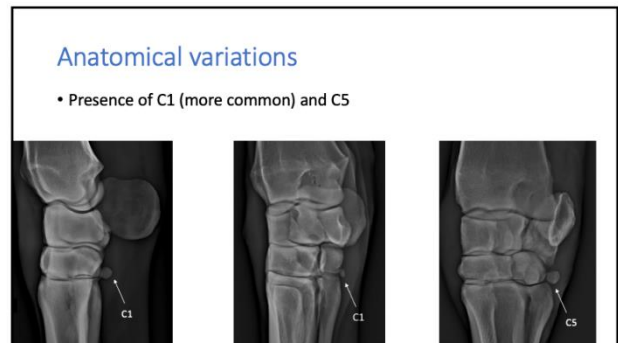 Anatomical variations
• Presence of C1 (more common) and C5
C1
C1
C5